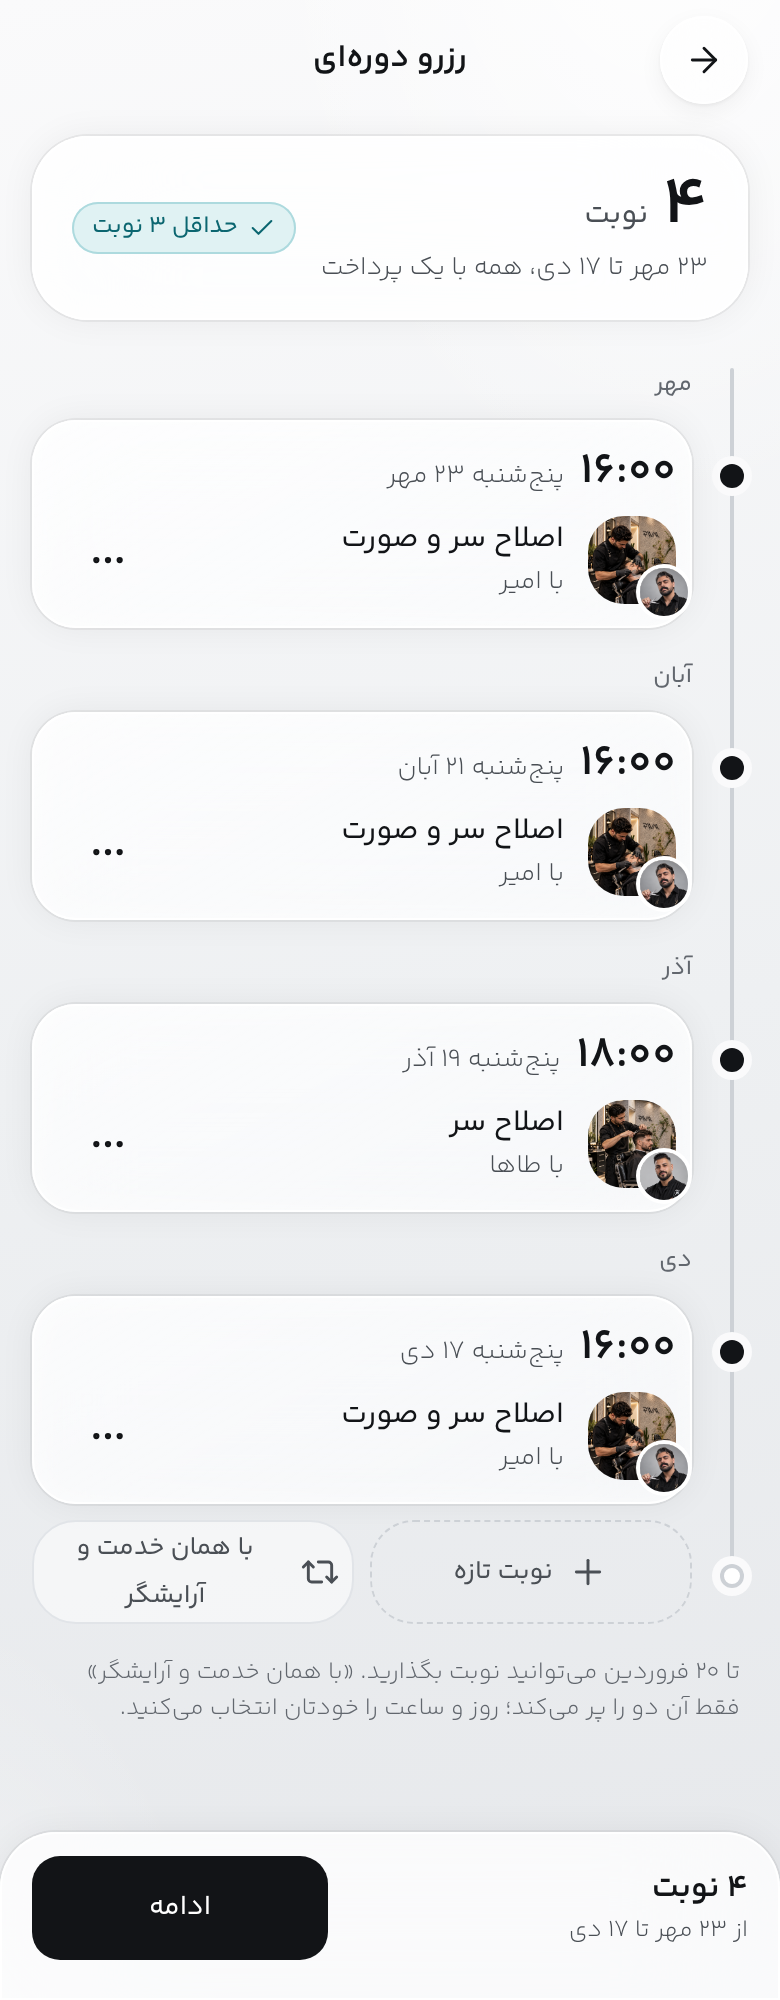 رزرو دوره‌ای
۴ نوبت
حداقل ۳ نوبت
۲۳ مهر تا ۱۷ دی، همه با یک پرداخت
مهر
۱۶:۰۰ پنج‌شنبه ۲۳ مهر
اصلاح سر و صورت
با امیر
آبان
۱۶:۰۰ پنج‌شنبه ۲۱ آبان
اصلاح سر و صورت
با امیر
آذر
۱۸:۰۰ پنج‌شنبه ۱۹ آذر
اصلاح سر
با طاها
دی
۱۶:۰۰ پنج‌شنبه ۱۷ دی
اصلاح سر و صورت
با امیر
نوبت تازه
با همان خدمت و
آرایشگر
تا ۲۰ فروردین می‌توانید نوبت بگذارید. «با همان خدمت و آرایشگر»
فقط آن دو را پر می‌کند؛ روز و ساعت را خودتان انتخاب می‌کنید.
۴ نوبت
از ۲۳ مهر تا ۱۷ دی
ادامه